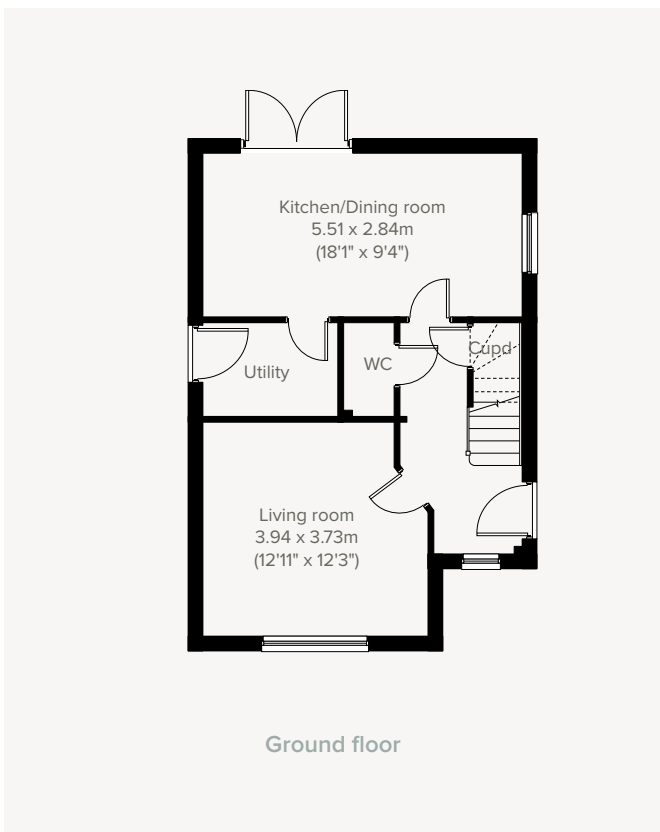 Kitchen/Dining room
5.51 x 2.84m
(18'1" x 9'4")
Cupd
WC
Utility
Living room
3.94 x 3.73m
(12'11" x 12'3")
Ground floor